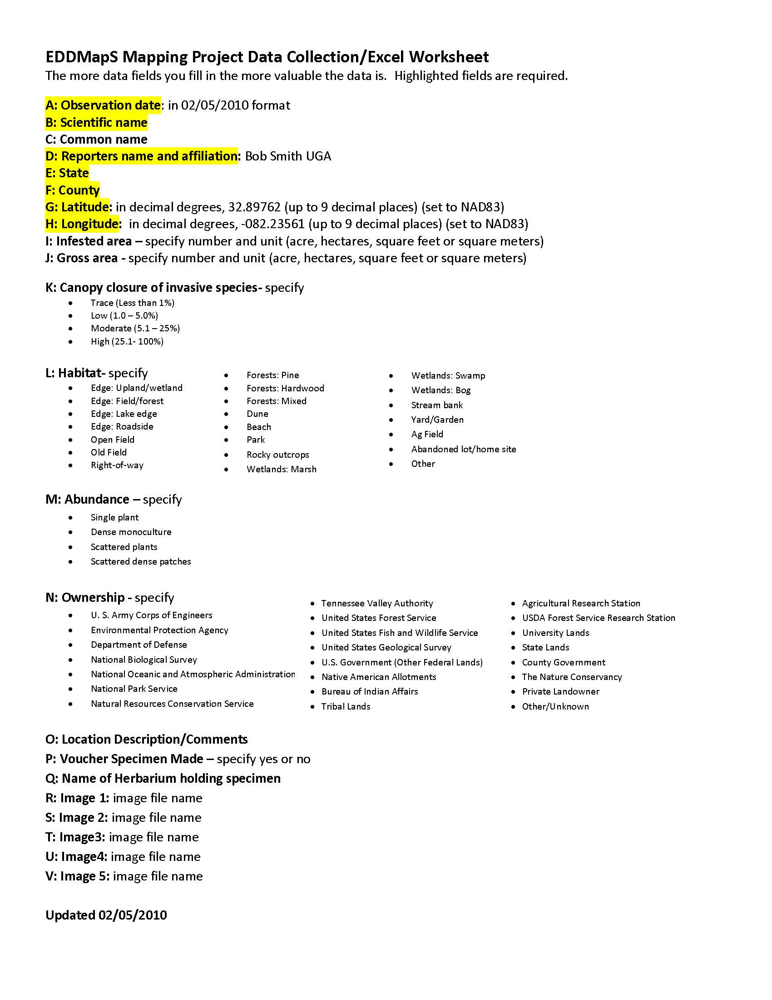 EDDMapS Mapping Project Data Collection/Excel Worksheet
The more data fields you fill in the more valuable the data is.  Highlighted fields are required.
A: Observation date: in 02/05/2010 format
B: Scientific name
C: Common name
D: Reporters name and affiliation: Bob Smith UGA
E: State
F: County
G: Latitude: in decimal degrees, 32.89762 (up to 9 decimal places) (set to NAD83)
H: Longitude:  in decimal degrees, -082.23561 (up to 9 decimal places) (set to NAD83)
I: Infested area – specify number and unit (acre, hectares, square feet or square meters)
J: Gross area - specify number and unit (acre, hectares, square feet or square meters)
K: Canopy closure of invasive species- specify
• Trace (Less than 1%)
• Low (1.0 – 5.0%)
• Moderate (5.1 – 25%)
• High (25.1- 100%)
L: Habitat- specify
• Edge: Upland/wetland
• Edge: Field/forest
• Edge: Lake edge
• Edge: Roadside
• Open Field
• Old Field
• Right-of-way
• Forests: Pine
• Forests: Hardwood
• Forests: Mixed
• Dune
• Beach
• Park
• Rocky outcrops
• Wetlands: Marsh
• Wetlands: Swamp
• Wetlands: Bog
• Stream bank
• Yard/Garden
• Ag Field
• Abandoned lot/home site
• Other
M: Abundance – specify
• Single plant
• Dense monoculture
• Scattered plants
• Scattered dense patches
N: Ownership - specify
• U. S. Army Corps of Engineers
• Environmental Protection Agency
• Department of Defense
• National Biological Survey
• National Oceanic and Atmospheric Administration
• National Park Service
• Natural Resources Conservation Service
• Tennessee Valley Authority
• United States Forest Service
• United States Fish and Wildlife Service
• United States Geological Survey
• U.S. Government (Other Federal Lands)
• Native American Allotments
• Bureau of Indian Affairs
• Tribal Lands
• Agricultural Research Station
• USDA Forest Service Research Station
• University Lands
• State Lands
• County Government
• The Nature Conservancy
• Private Landowner
• Other/Unknown
O: Location Description/Comments
P: Voucher Specimen Made – specify yes or no
Q: Name of Herbarium holding specimen
R: Image 1: image file name
S: Image 2: image file name
T: Image3: image file name
U: Image4: image file name
V: Image 5: image file name
Updated 02/05/2010